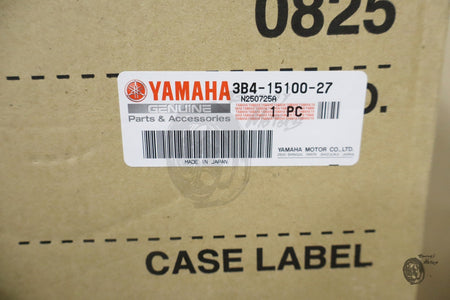 0825
D.
YAMAHA 3B4-15100-27
N250725A
GENUINE
Parts & Accessories
1 PC
MADE IN JAPAN
YAMAHA MOTOR CO.,LTD.
CASE LABEL